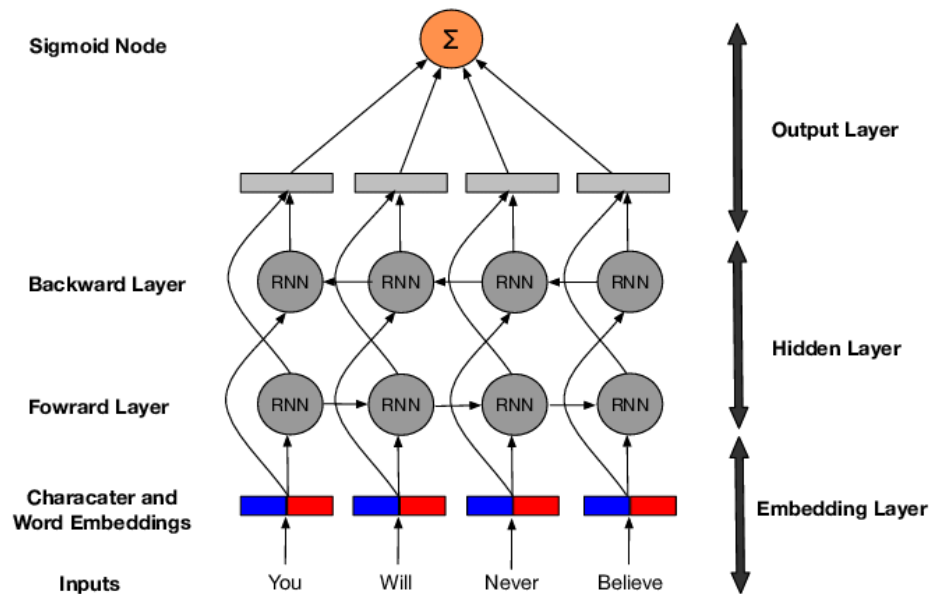 Sigmoid Node
Σ
Output Layer
Backward Layer
RNN RNN RNN RNN
Hidden Layer
Fowrard Layer
RNN RNN RNN RNN
Characater and
Word Embeddings
Embedding Layer
Inputs
You Will Never Believe